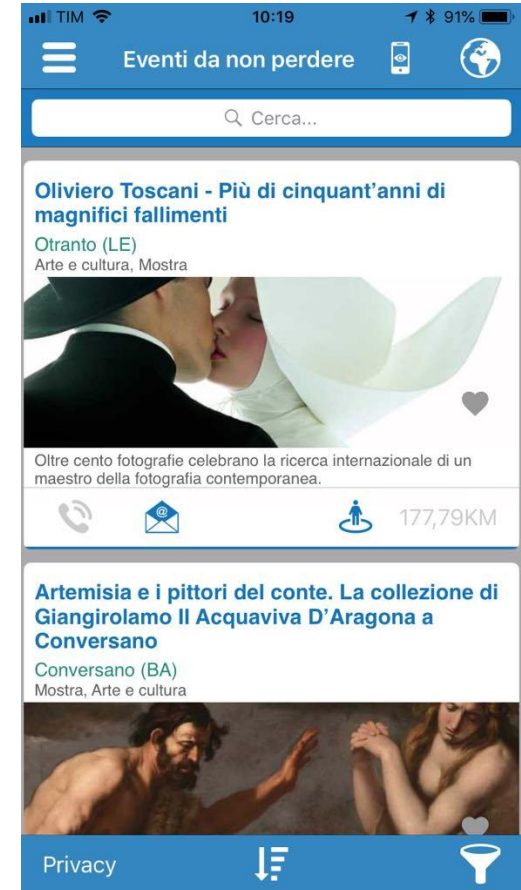 TIM 10:19 91%
Eventi da non perdere
Cerca...
Oliviero Toscani - Più di cinquant'anni di
magnifici fallimenti
Otranto (LE)
Arte e cultura, Mostra
Oltre cento fotografie celebrano la ricerca internazionale di un
maestro della fotografia contemporanea.
@ 177,79KM
Artemisia e i pittori del conte. La collezione di
Giangirolamo II Acquaviva D'Aragona a
Conversano
Conversano (BA)
Mostra, Arte e cultura
Privacy